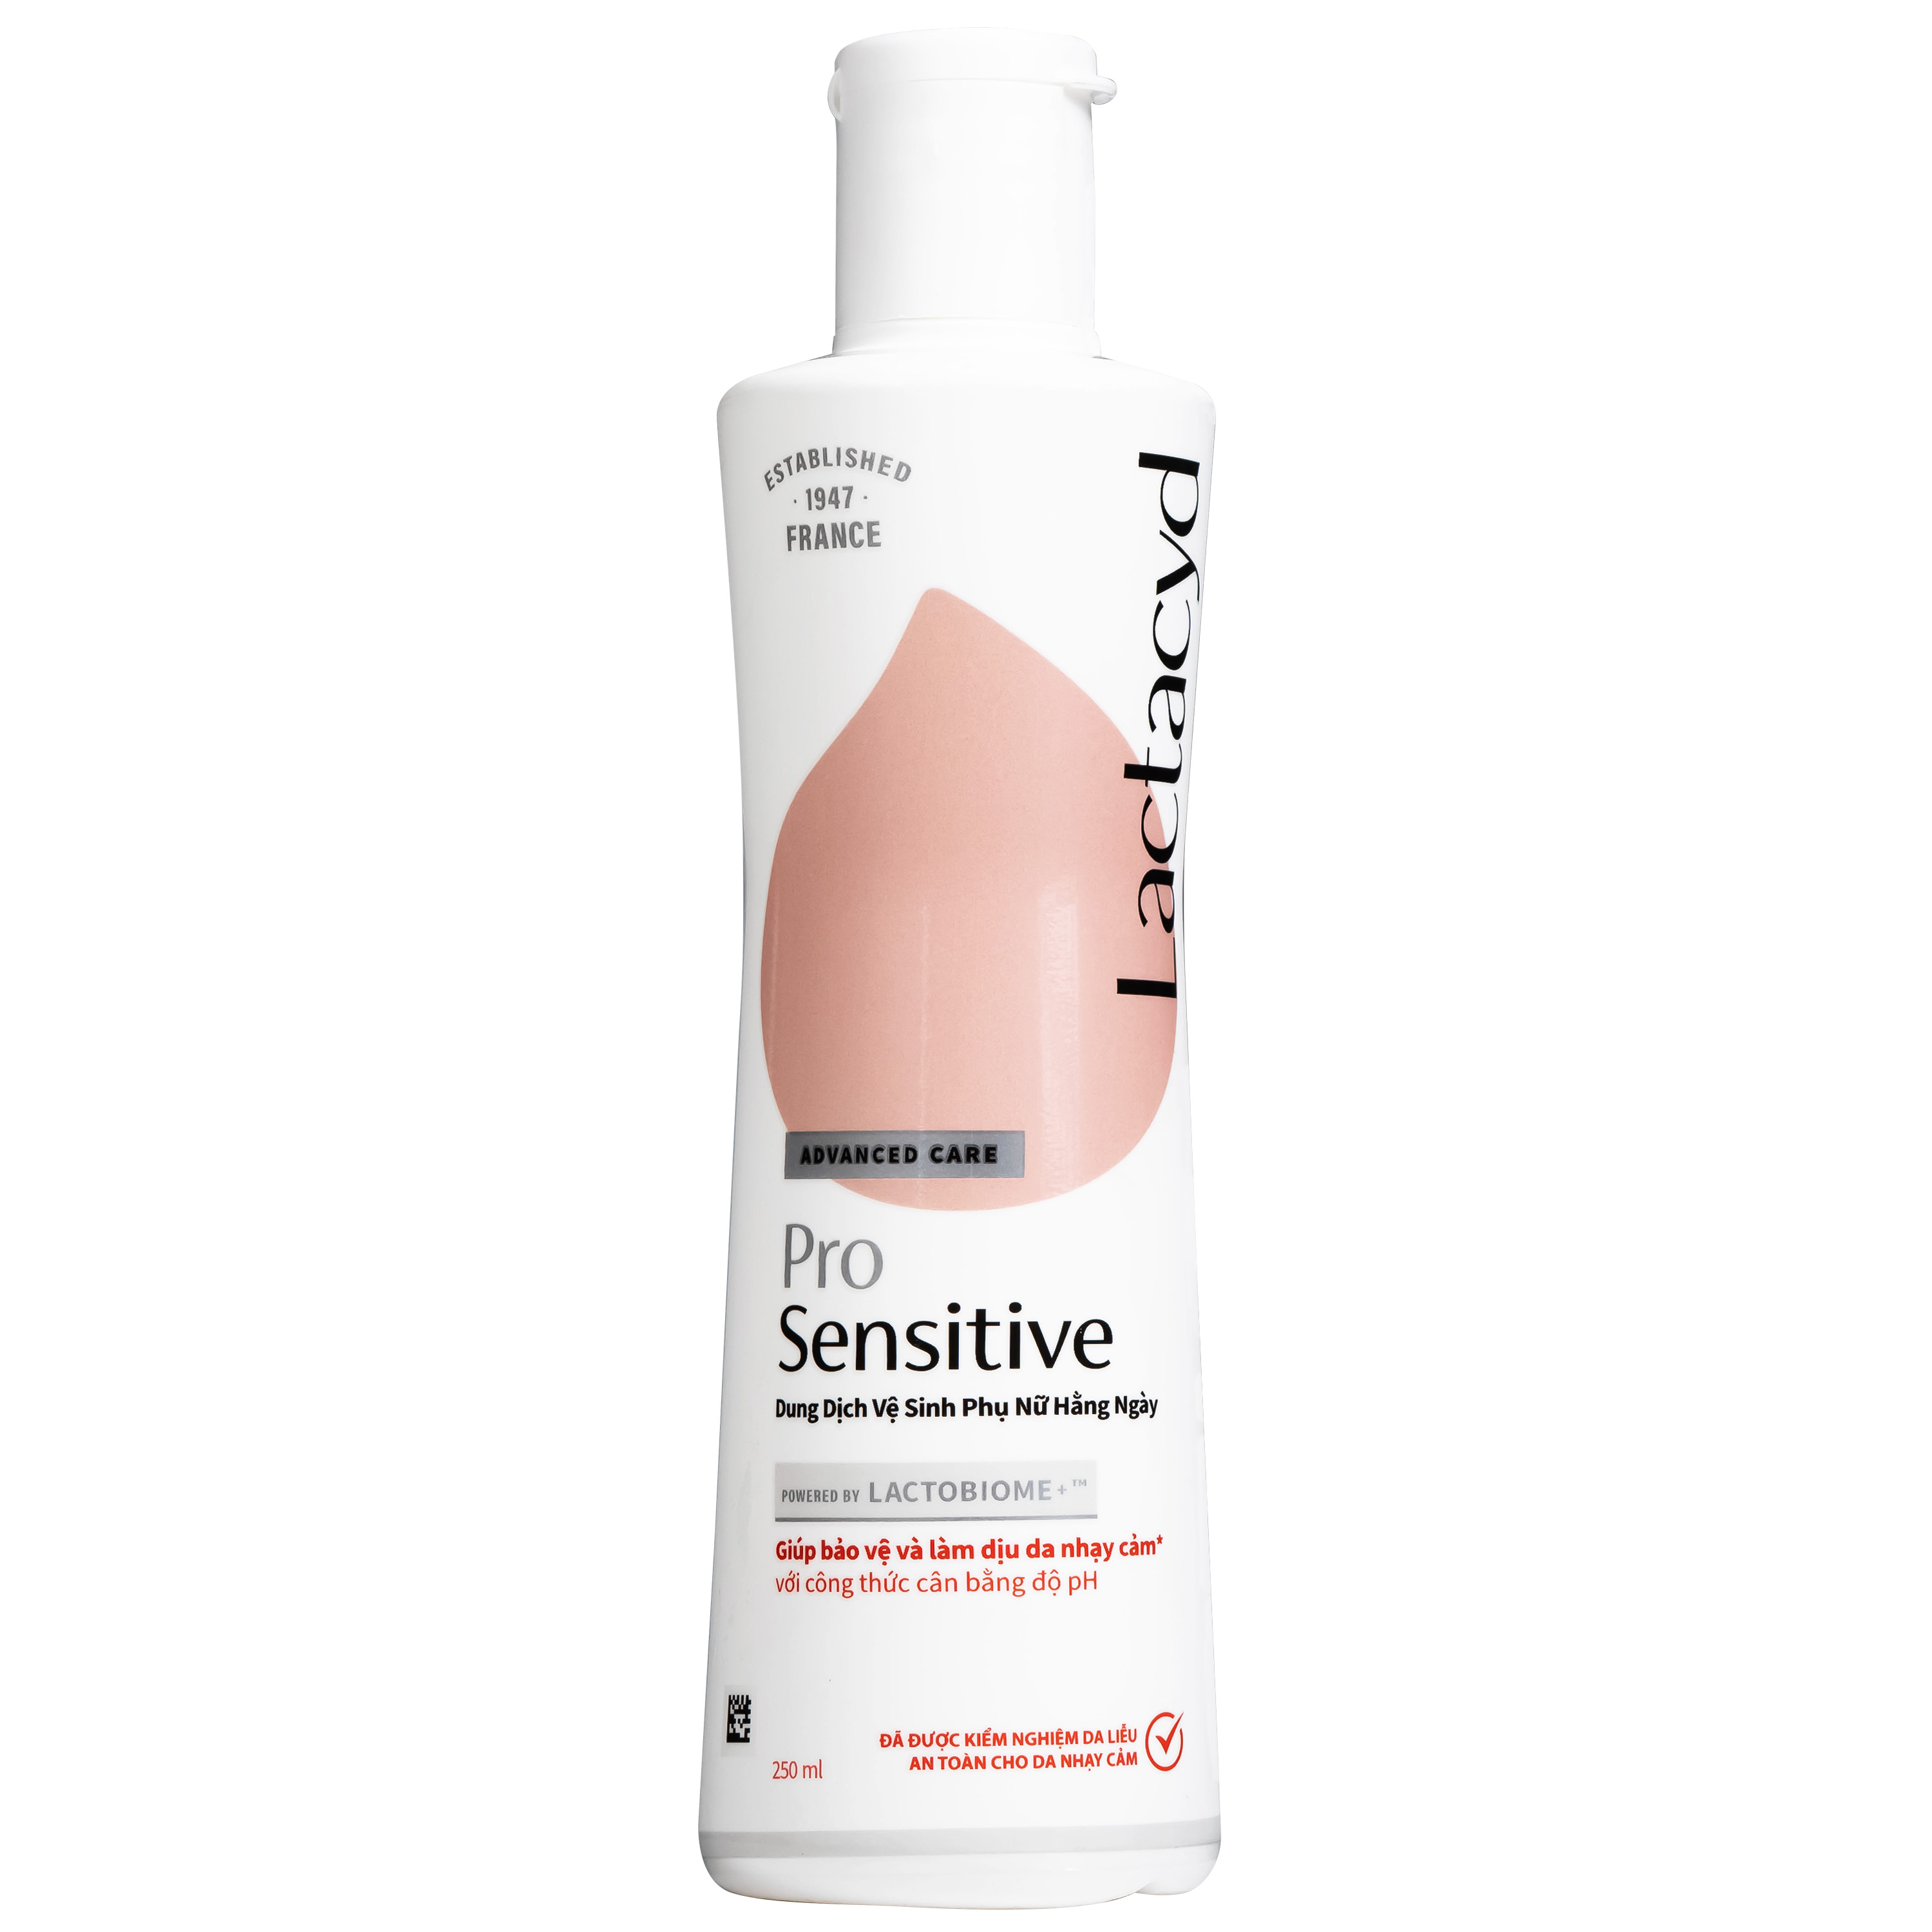 ESTABLISHED
· 1947 ·
FRANCE
Lactacyd
ADVANCED CARE
Pro
Sensitive
Dung Dịch Vệ Sinh Phụ Nữ Hằng Ngày
POWERED BY LACTOBIOME+™
Giúp bảo vệ và làm dịu da nhạy cảm*
với công thức cân bằng độ pH
ĐÃ ĐƯỢC KIỂM NGHIỆM DA LIỄU
AN TOÀN CHO DA NHẠY CẢM
250 ml